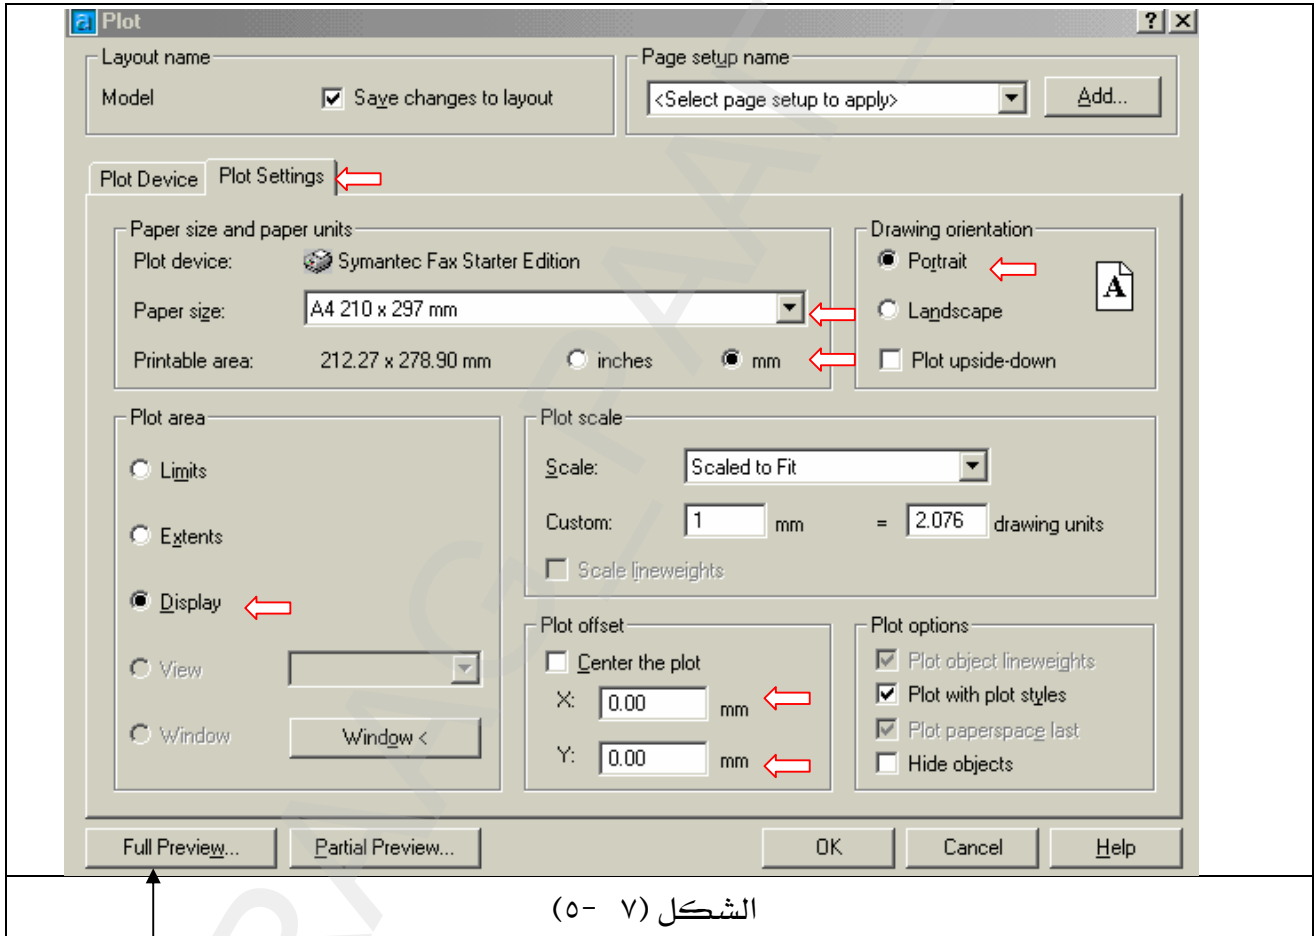 Plot
Layout name
Model
Save changes to layout
Page setup name
<Select page setup to apply>
Add...
Plot Device
Plot Settings
Paper size and paper units
Plot device: Symantec Fax Starter Edition
Paper size: A4 210 x 297 mm
Printable area: 212.27 x 278.90 mm inches mm
Drawing orientation
Portrait
Landscape
Plot upside-down
A
Plot area
Limits
Extents
Display
View
Window
Window <
Plot scale
Scale: Scaled to Fit
Custom: 1 mm = 2.076 drawing units
Scale lineweights
Plot offset
Center the plot
X: 0.00 mm
Y: 0.00 mm
Plot options
Plot object lineweights
Plot with plot styles
Plot paperspace last
Hide objects
Full Preview...
Partial Preview...
OK
Cancel
Help
الشكل (٧ -٥)